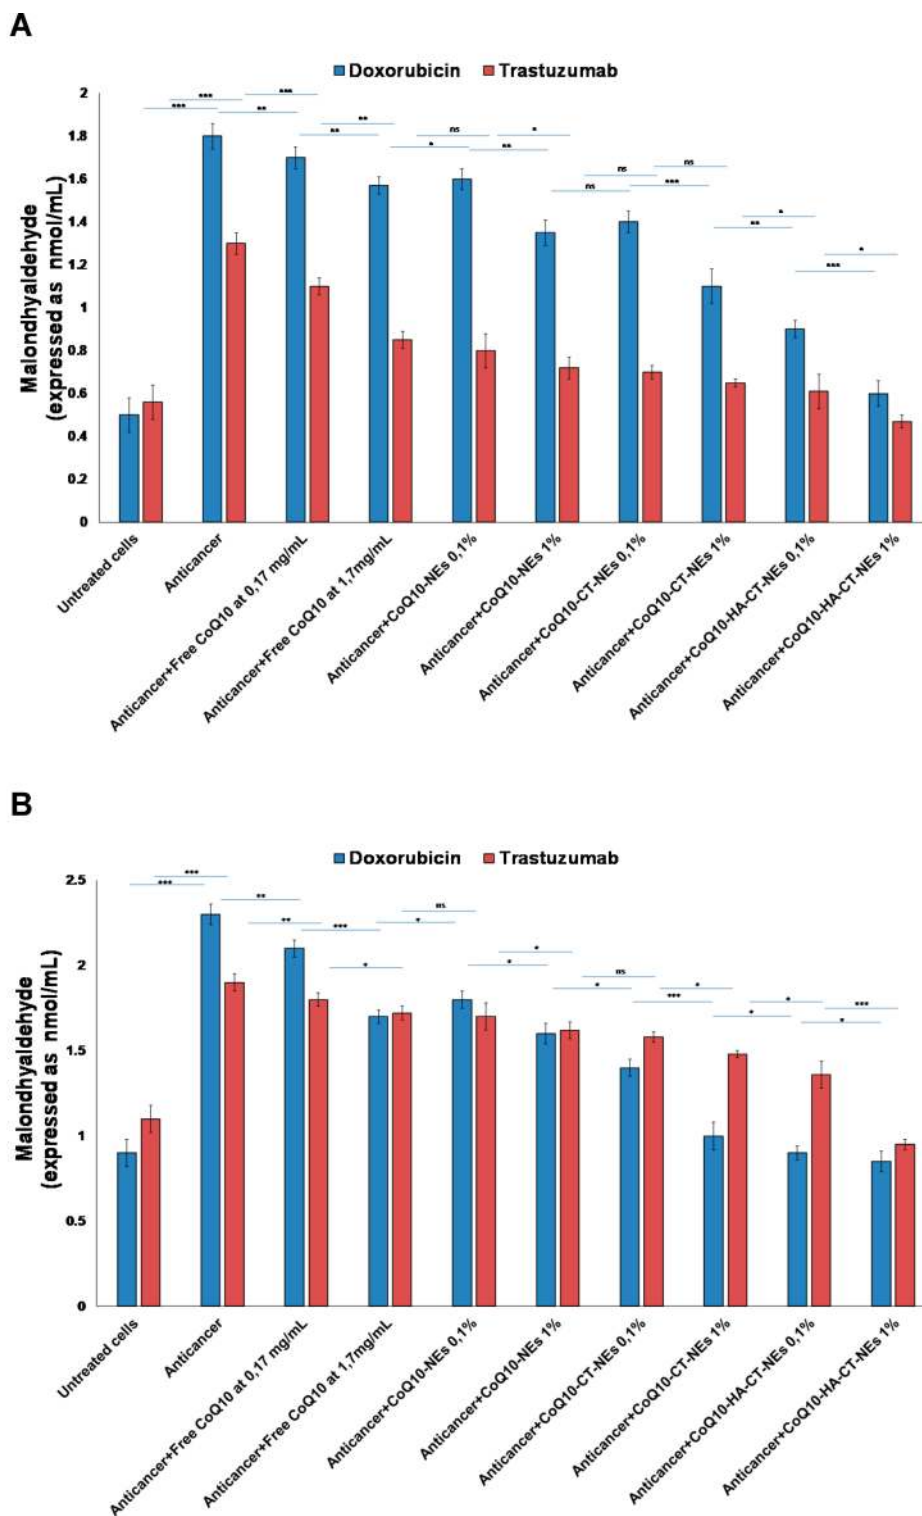 A
Doxorubicin Trastuzumab
Malondhyaldehyde
(expressed as nmol/mL)
2
1.8
1.6
1.4
1.2
1
0.8
0.6
0.4
0.2
0
*** *** *** ** ** ** ns * * ** ns ns ns *** * ** * ***
Untreated cells
Anticancer
Anticancer+Free CoQ10 at 0,17 mg/mL
Anticancer+Free CoQ10 at 1,7mg/mL
Anticancer+CoQ10-NEs 0,1%
Anticancer+CoQ10-NEs 1%
Anticancer+CoQ10-CT-NEs 0,1%
Anticancer+CoQ10-CT-NEs 1%
Anticancer+CoQ10-HA-CT-NEs 0,1%
Anticancer+CoQ10-HA-CT-NEs 1%
B
Doxorubicin Trastuzumab
Malondhyaldehyde
(expressed as nmol/mL)
2.5
2
1.5
1
0.5
0
*** *** ** ** *** * ns * * * ns * * *** * * *** *
Untreated cells
Anticancer
Anticancer+Free CoQ10 at 0,17 mg/mL
Anticancer+Free CoQ10 at 1,7mg/mL
Anticancer+CoQ10-NEs 0,1%
Anticancer+CoQ10-NEs 1%
Anticancer+CoQ10-CT-NEs 0,1%
Anticancer+CoQ10-CT-NEs 1%
Anticancer+CoQ10-HA-CT-NEs 0,1%
Anticancer+CoQ10-HA-CT-NEs 1%